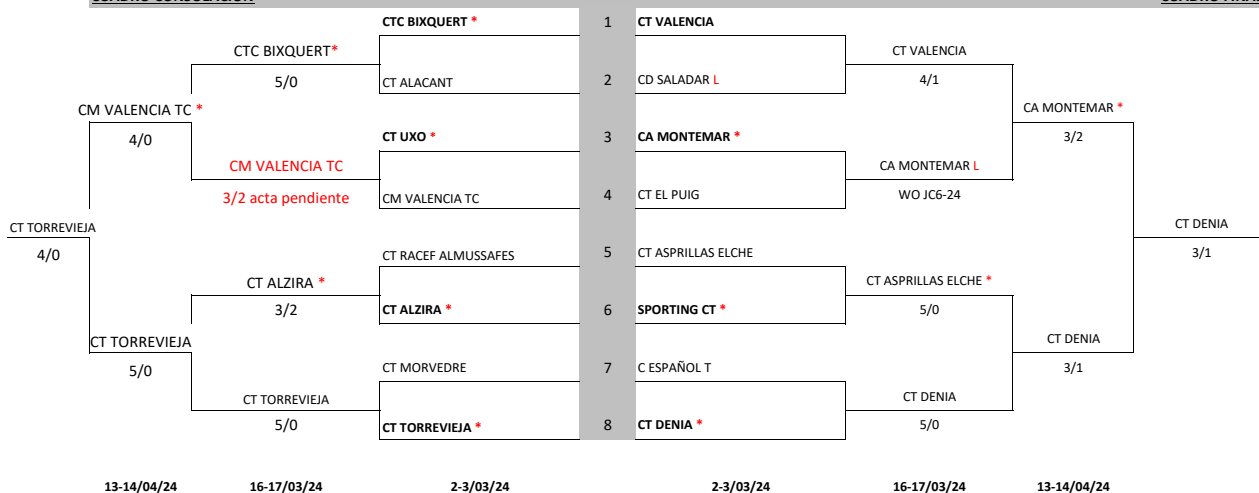 CTC BIXQUERT * 1 CT VALENCIA
CTC BIXQUERT* CT VALENCIA
5/0 CT ALACANT 2 CD SALADAR L 4/1
CM VALENCIA TC * CA MONTEMAR *
4/0 CT UXO * 3 CA MONTEMAR * 3/2
CM VALENCIA TC CA MONTEMAR L
3/2 acta pendiente CM VALENCIA TC 4 CT EL PUIG WO JC6-24
CT TORREVIEJA CT DENIA
4/0 CT RACEF ALMUSSAFES 5 CT ASPRILLAS ELCHE 3/1
CT ALZIRA * CT ASPRILLAS ELCHE *
3/2 CT ALZIRA * 6 SPORTING CT * 5/0
CT TORREVIEJA CT DENIA
5/0 CT MORVEDRE 7 C ESPAÑOL T 3/1
CT TORREVIEJA CT DENIA
5/0 CT TORREVIEJA * 8 CT DENIA * 5/0
13-14/04/24 16-17/03/24 2-3/03/24 2-3/03/24 16-17/03/24 13-14/04/24